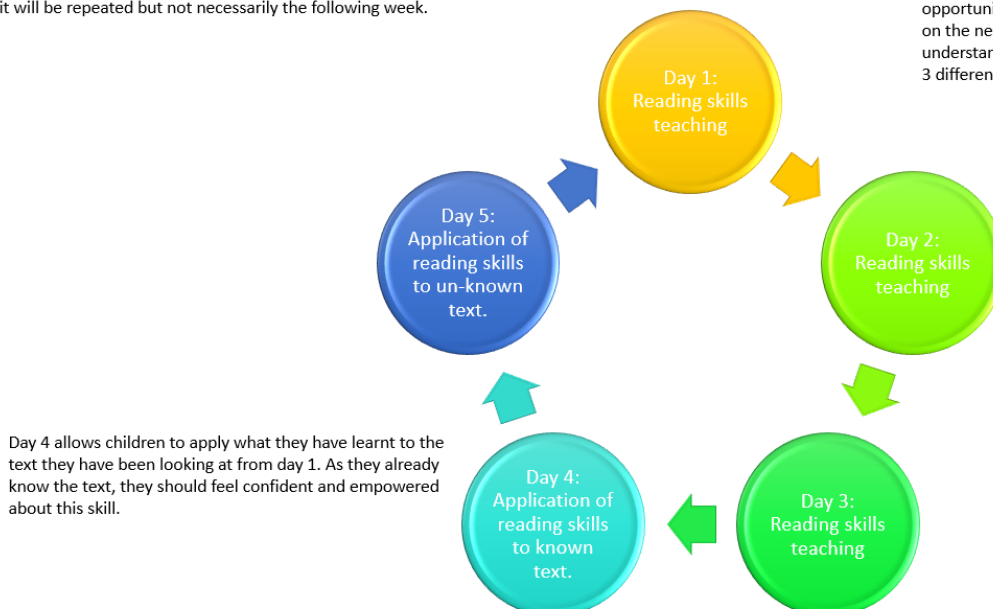 it will be repeated but not necessarily the following week.
opportuni
on the ne
understan
3 differen
Day 1:
Reading skills
teaching
Day 2:
Reading skills
teaching
Day 3:
Reading skills
teaching
Day 4:
Application of
reading skills
to known
text.
Day 5:
Application of
reading skills
to un-known
text.
Day 4 allows children to apply what they have learnt to the
text they have been looking at from day 1. As they already
know the text, they should feel confident and empowered
about this skill.